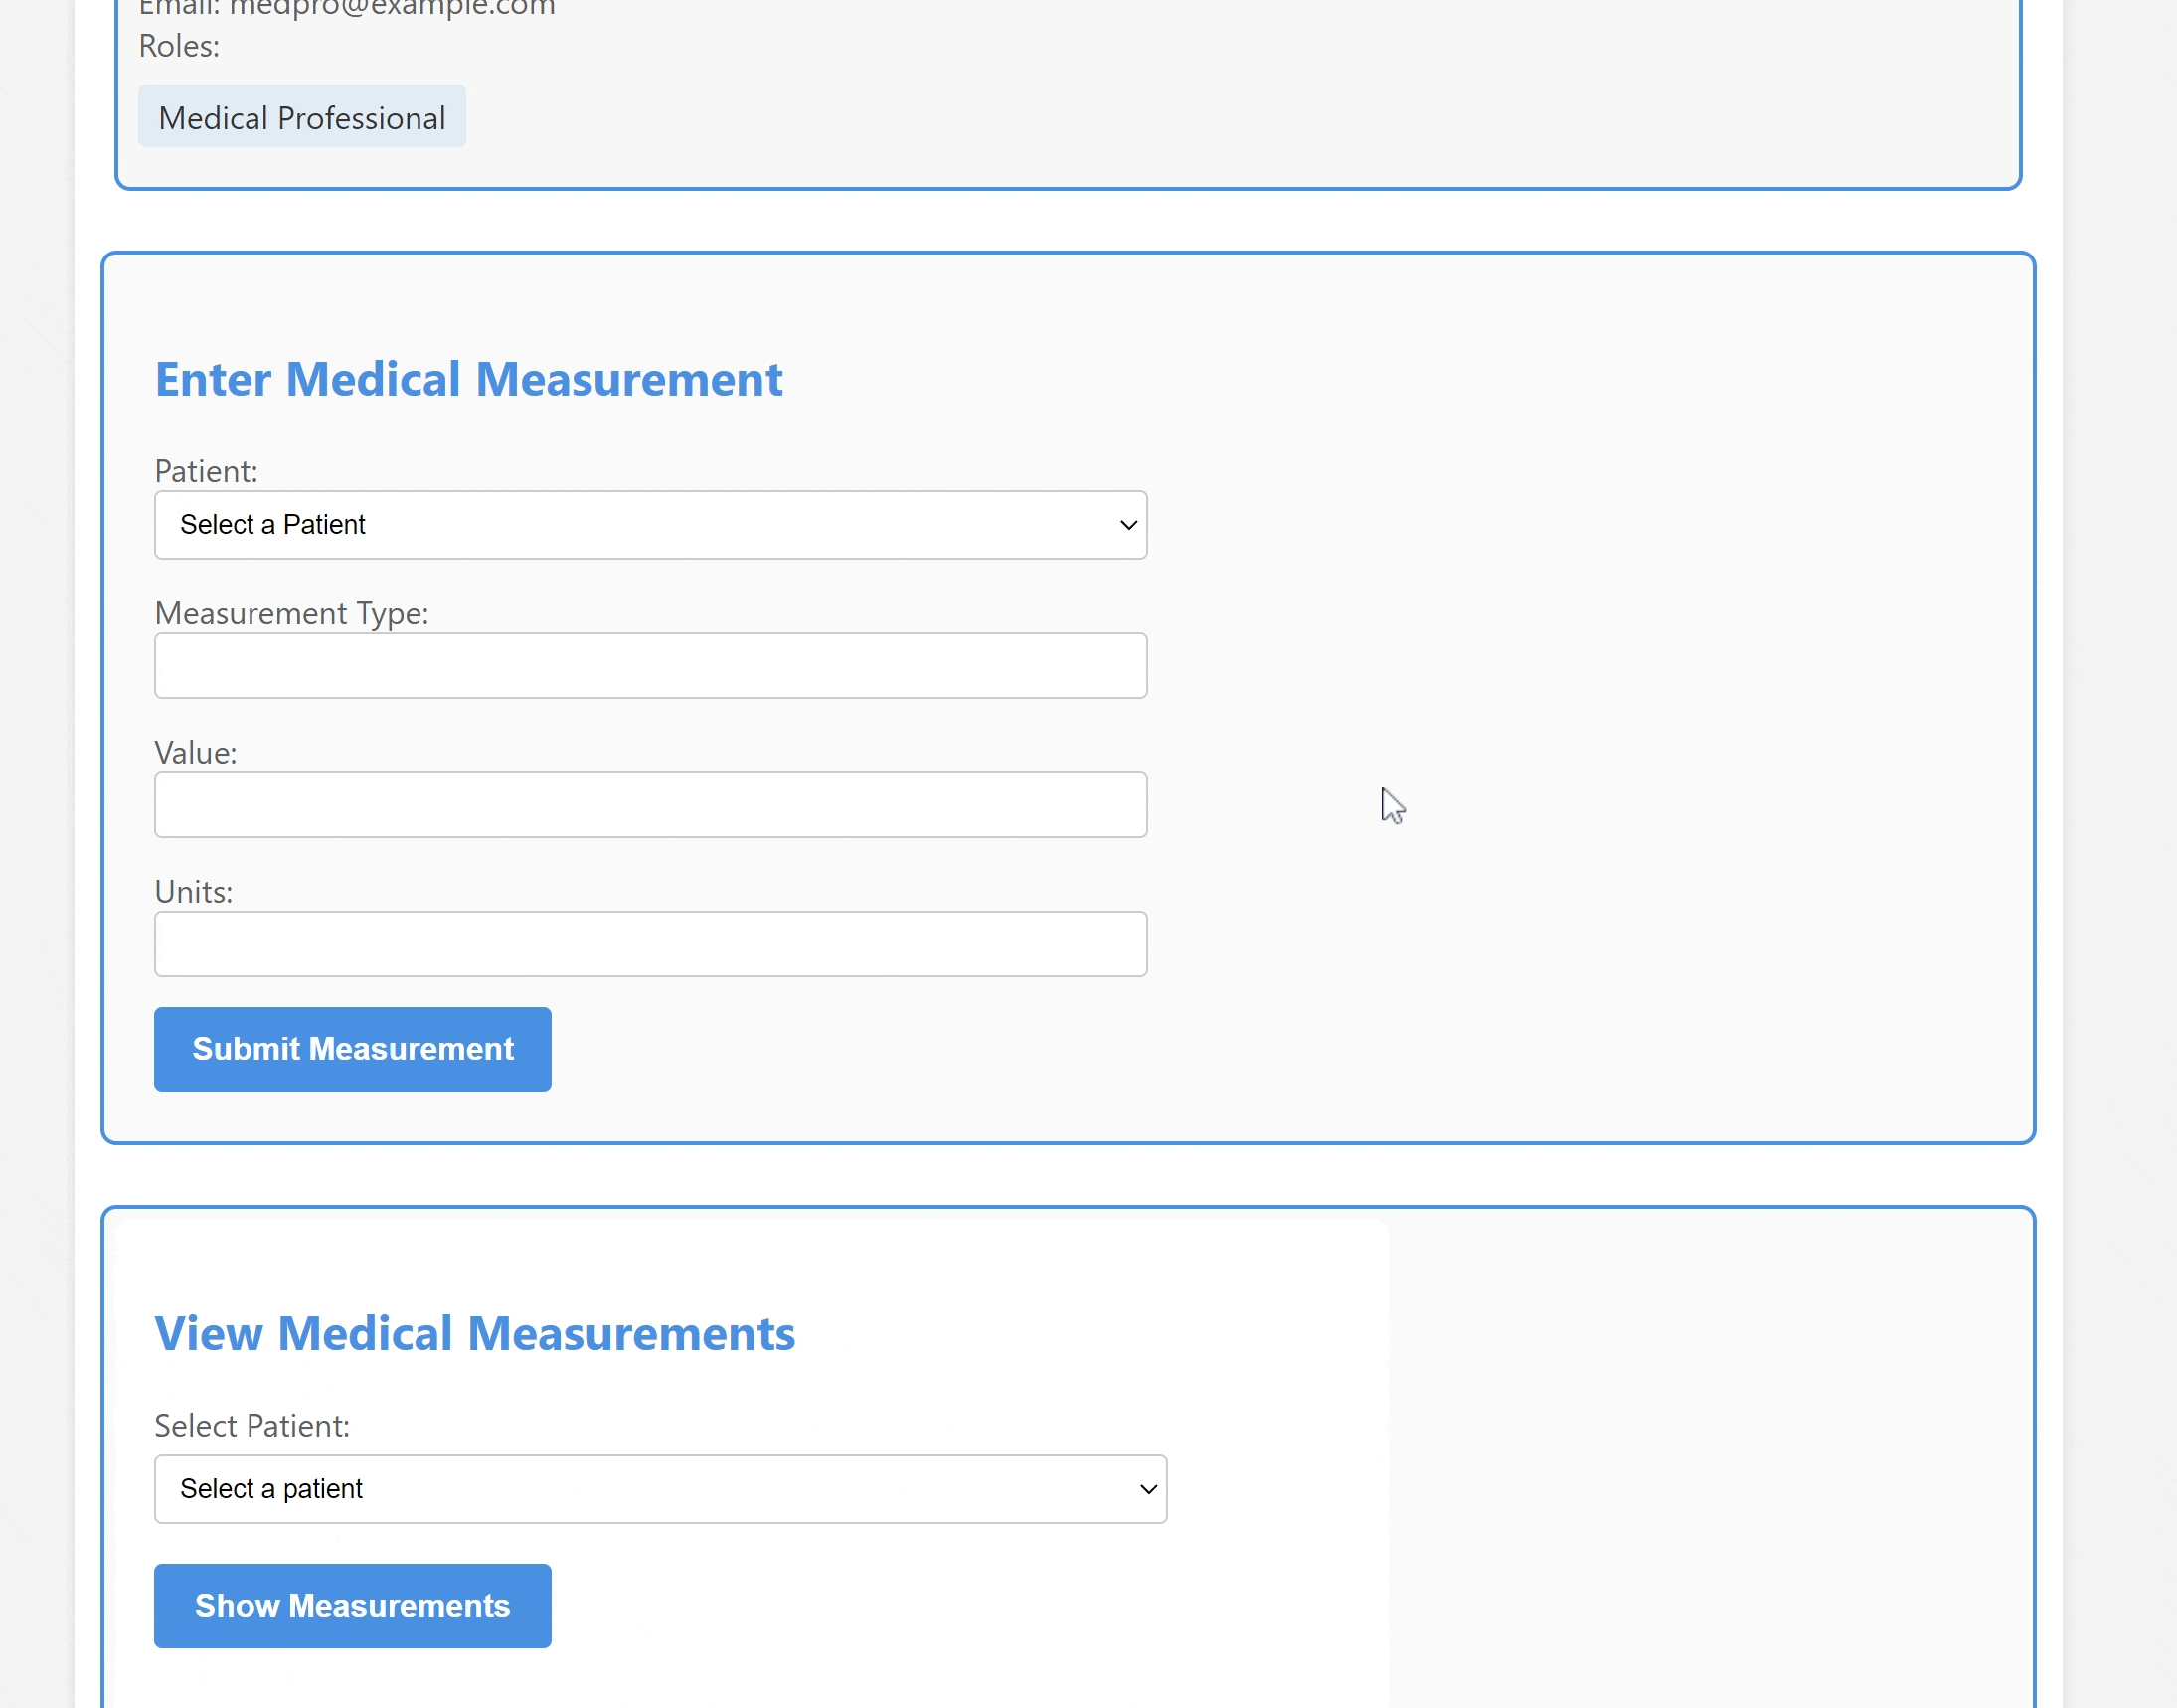 Email: medpro@example.com
Roles:
Medical Professional
Enter Medical Measurement
Patient:
Select a Patient
Measurement Type:
Value:
Units:
Submit Measurement
View Medical Measurements
Select Patient:
Select a patient
Show Measurements